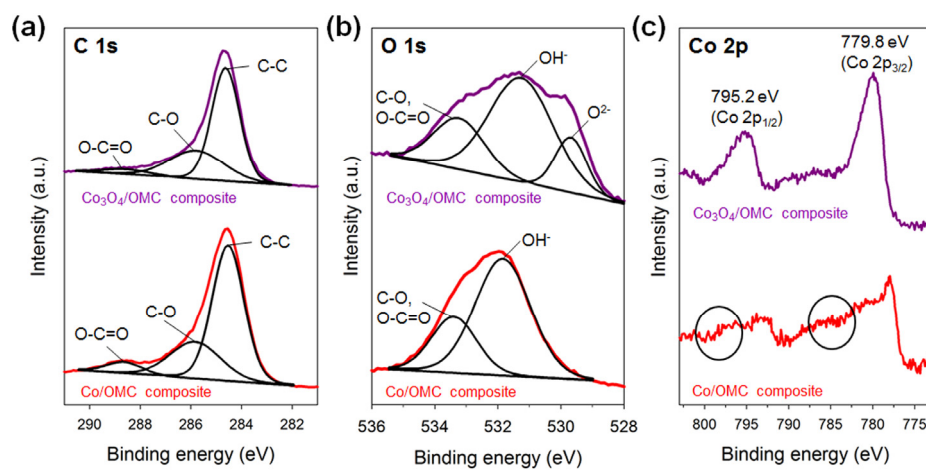 (a)
C 1s
C-C
C-O
O-C=O
Co₃O₄/OMC composite
C-C
C-O
O-C=O
Co/OMC composite
Intensity (a.u.)
290 288 286 284 282
Binding energy (eV)
(b)
O 1s
OH⁻
C-O,
O-C=O
O²⁻
Co₃O₄/OMC composite
OH⁻
C-O,
O-C=O
Co/OMC composite
Intensity (a.u.)
536 534 532 530 528
Binding energy (eV)
(c)
Co 2p
779.8 eV
(Co 2p₃/₂)
795.2 eV
(Co 2p₁/₂)
Co₃O₄/OMC composite
Co/OMC composite
Intensity (a.u.)
800 795 790 785 780 775
Binding energy (eV)